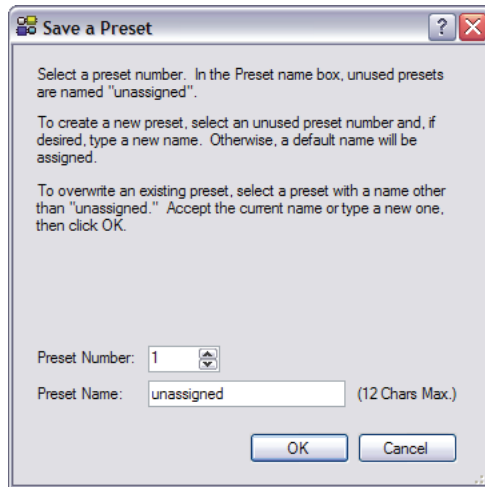 Save a Preset
Select a preset number. In the Preset name box, unused presets
are named "unassigned".
To create a new preset, select an unused preset number and, if
desired, type a new name. Otherwise, a default name will be
assigned.
To overwrite an existing preset, select a preset with a name other
than "unassigned." Accept the current name or type a new one,
then click OK.
Preset Number: 1
Preset Name: unassigned (12 Chars Max.)
OK Cancel